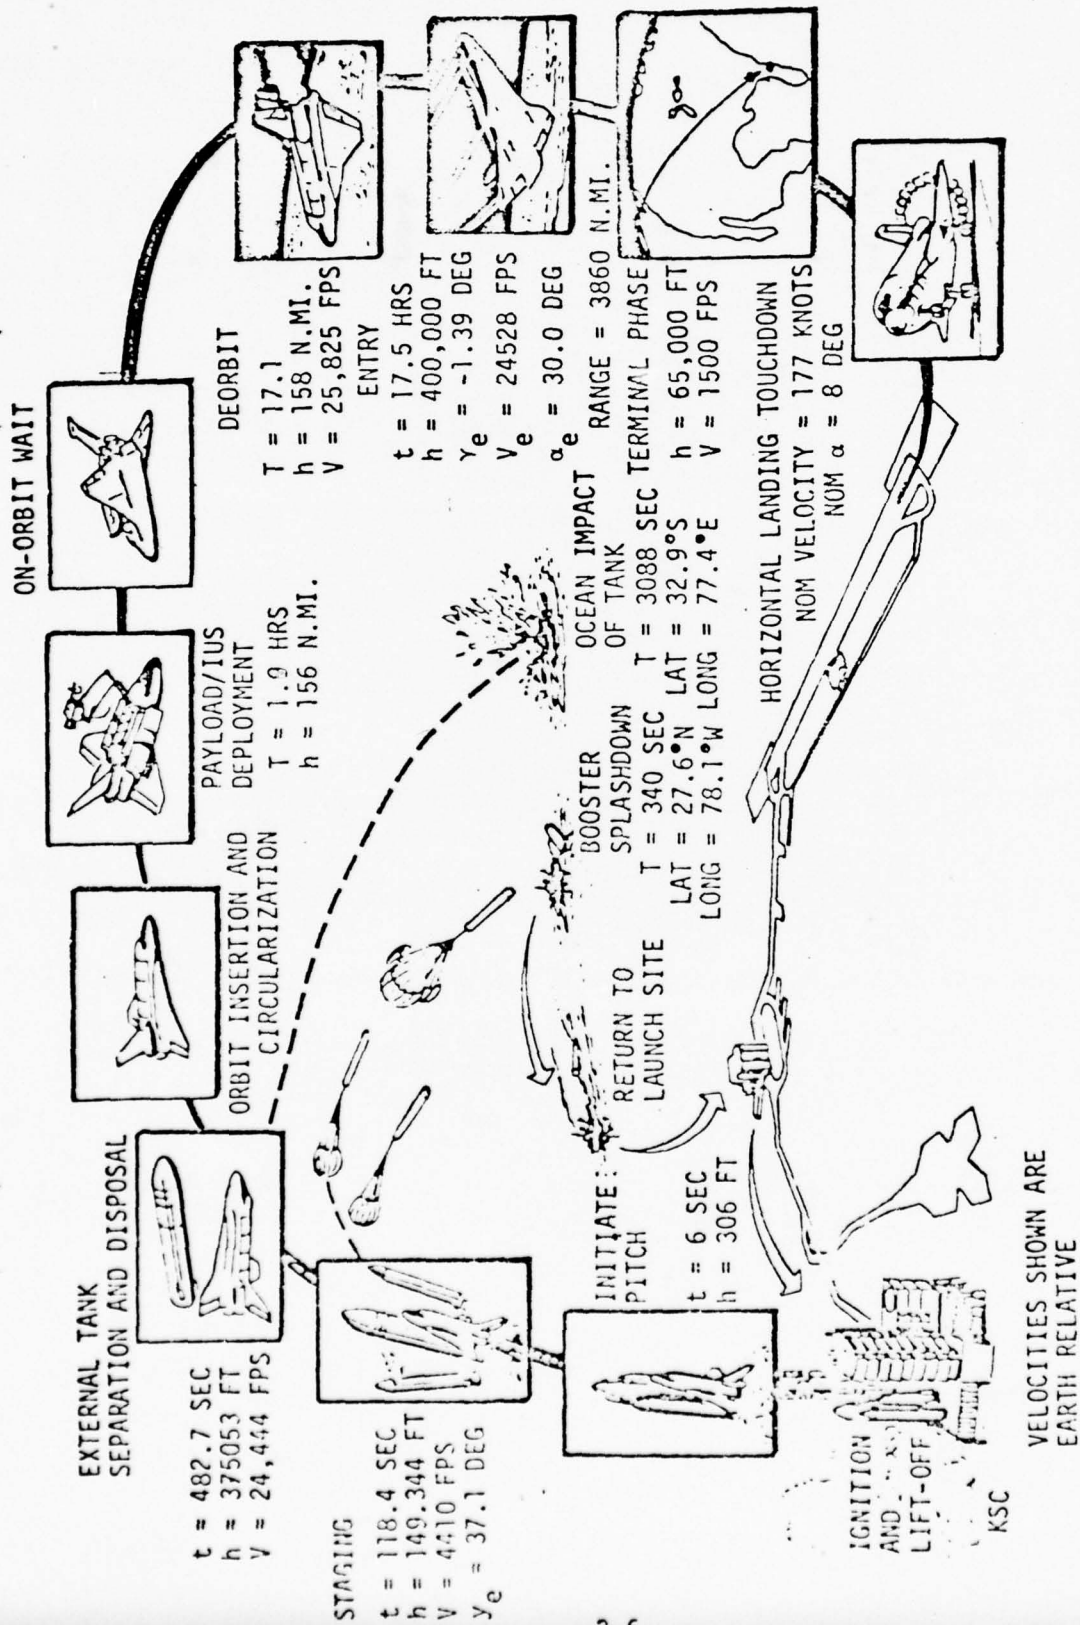 EXTERNAL TANK
SEPARATION AND DISPOSAL
t = 482.7 SEC
h = 375053 FT
V = 24,444 FPS
STAGING
t = 118.4 SEC
h = 149.344 FT
V = 4410 FPS
γe = 37.1 DEG
ORBIT INSERTION AND
CIRCULARIZATION
PAYLOAD/IUS
DEPLOYMENT
T = 1.9 HRS
h = 156 N.MI.
ON-ORBIT WAIT
DEORBIT
T = 17.1
h = 158 N.MI.
V = 25,825 FPS
ENTRY
t = 17.5 HRS
h = 400,000 FT
γe = -1.39 DEG
Ve = 24528 FPS
αe = 30.0 DEG
RANGE = 3860 N.MI.
TERMINAL PHASE
h = 65,000 FT
V = 1500 FPS
OCEAN IMPACT
OF TANK
T = 3088 SEC
LAT = 32.9°S
LONG = 77.4°E
BOOSTER
SPLASHDOWN
T = 340 SEC
LAT = 27.6°N
LONG = 78.1°W
RETURN TO
LAUNCH SITE
INITIATE
PITCH
t = 6 SEC
h = 306 FT
HORIZONTAL LANDING TOUCHDOWN
NOM VELOCITY = 177 KNOTS
NOM α = 8 DEG
IGNITION
AND
LIFT-OFF
KSC
VELOCITIES SHOWN ARE
EARTH RELATIVE